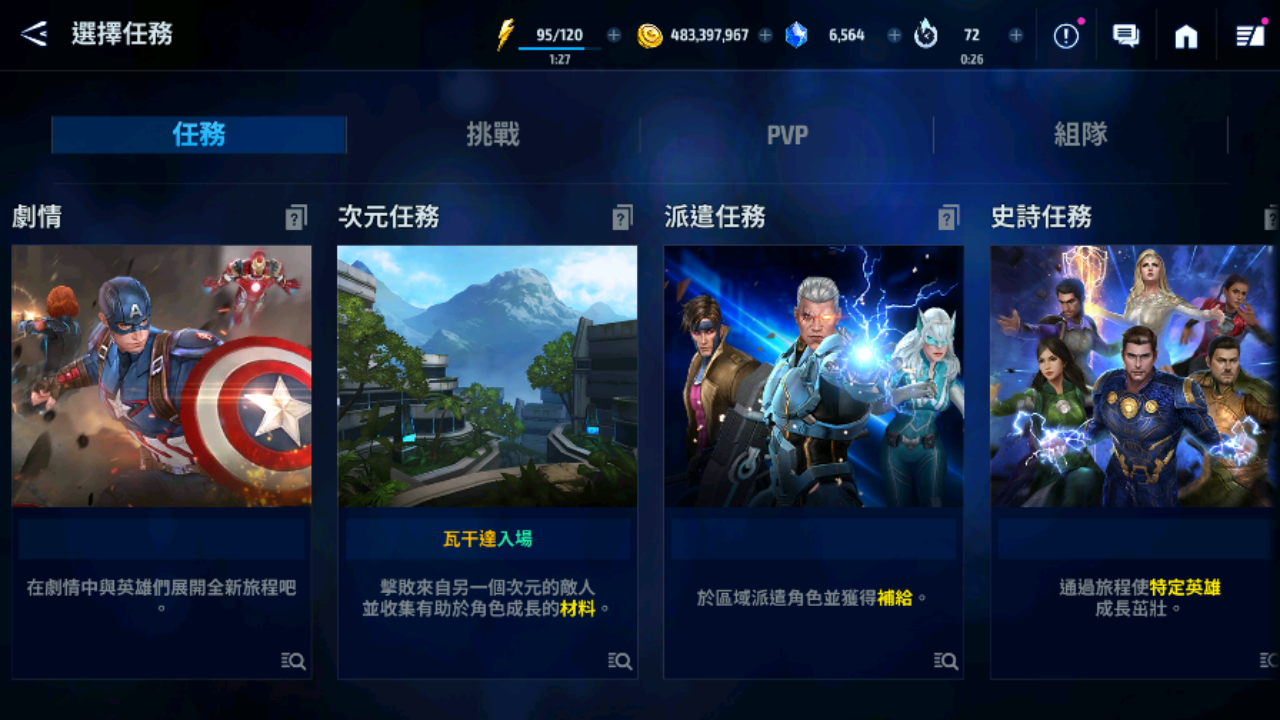 選擇任務
95/120
1:27
483,397,967
6,564
72
0:26
任務
挑戰
PVP
組隊
劇情
次元任務
派遣任務
史詩任務
瓦干達入場
在劇情中與英雄們展開全新旅程吧
。
擊敗來自另一個次元的敵人
並收集有助於角色成長的材料。
於區域派遣角色並獲得補給。
通過旅程使特定英雄
成長茁壯。